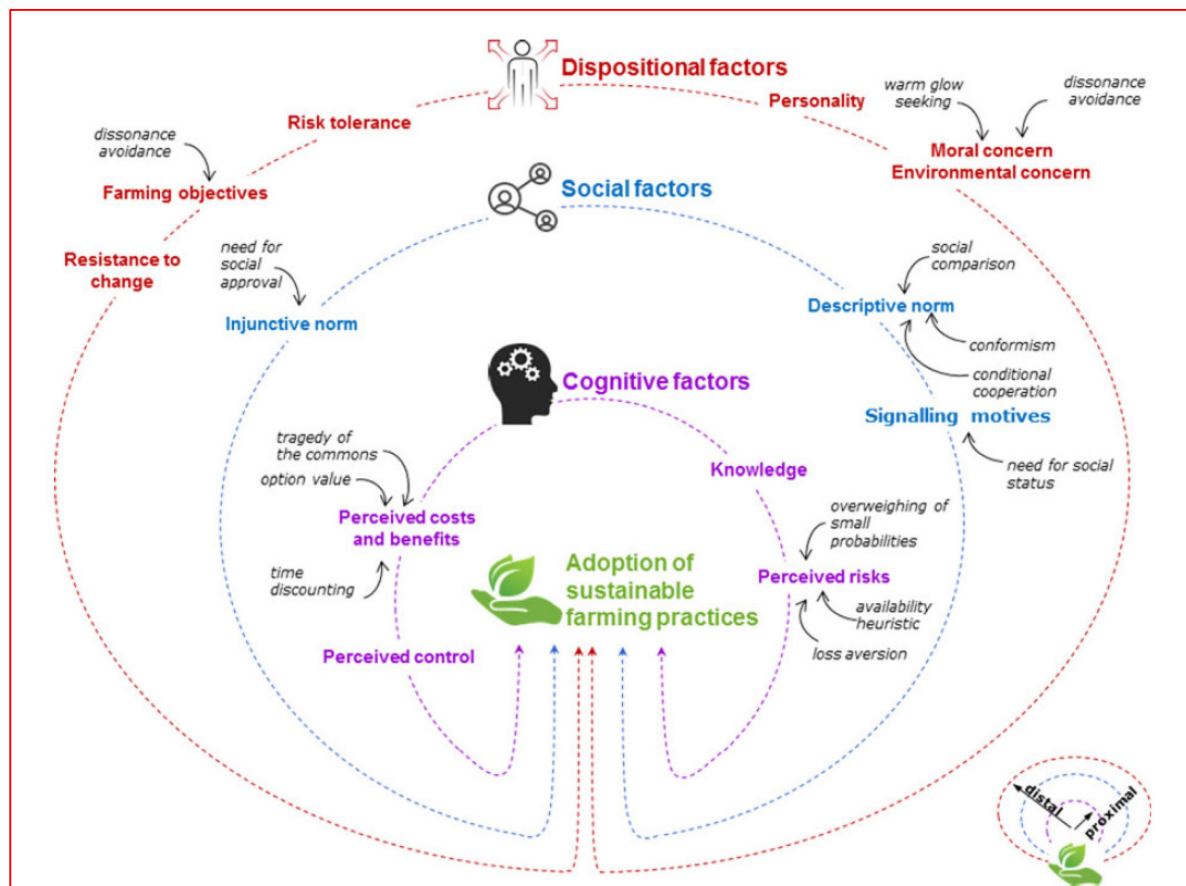 Dispositional factors
Personality
warm glow
seeking
dissonance
avoidance
Risk tolerance
dissonance
avoidance
Moral concern
Environmental concern
Farming objectives
Social factors
Resistance to
change
need for
social
approval
social
comparison
Injunctive norm
Descriptive norm
conformism
Cognitive factors
conditional
cooperation
Signalling motives
tragedy of
the commons
option value
Knowledge
need for social
status
Perceived costs
and benefits
overweighing of
small
probabilities
time
discounting
Adoption of
sustainable
farming practices
Perceived risks
availability
heuristic
loss aversion
Perceived control
distal
proximal